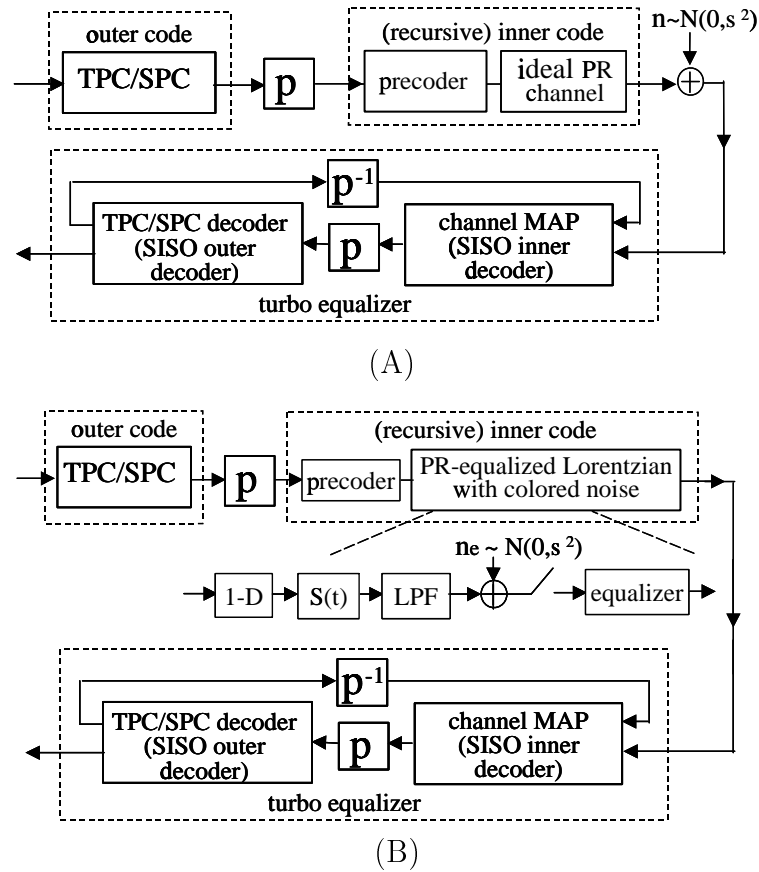 outer code
(recursive) inner code
n~N(0,s²)
TPC/SPC
p
precoder
ideal PR
channel
p⁻¹
TPC/SPC decoder
(SISO outer
decoder)
p
channel MAP
(SISO inner
decoder)
turbo equalizer
(A)
outer code
(recursive) inner code
TPC/SPC
p
precoder
PR-equalized Lorentzian
with colored noise
nₑ ~ N(0,s²)
1-D
S(t)
LPF
equalizer
p⁻¹
TPC/SPC decoder
(SISO outer
decoder)
p
channel MAP
(SISO inner
decoder)
turbo equalizer
(B)